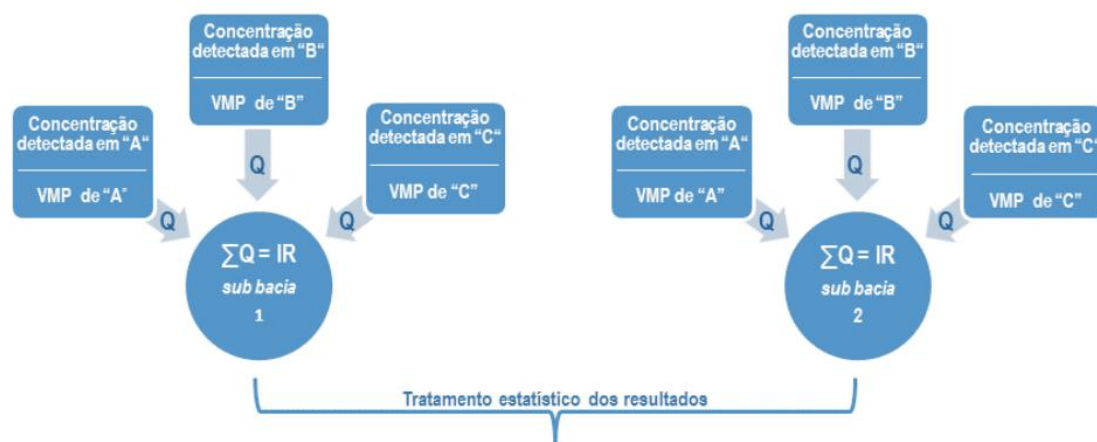 Concentração
detectada em "B"
VMP de "B"
Concentração
detectada em "A"
VMP de "A"
Concentração
detectada em "C"
VMP de "C"
Q
Q
Q
∑Q = IR
sub bacia
1
Concentração
detectada em "B"
VMP de "B"
Concentração
detectada em "A"
VMP de "A"
Concentração
detectada em "C"
VMP de "C"
Q
Q
Q
∑Q = IR
sub bacia
2
Tratamento estatístico dos resultados